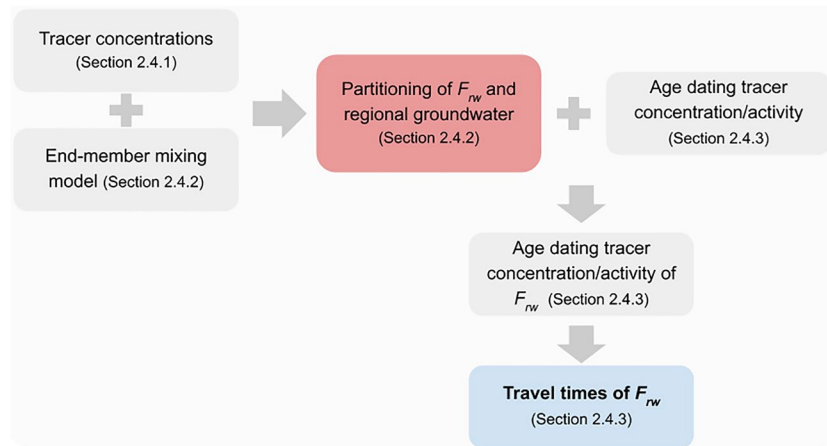 Tracer concentrations
(Section 2.4.1)
+
End-member mixing
model (Section 2.4.2)
Partitioning of Frw and
regional groundwater
(Section 2.4.2)
+
Age dating tracer
concentration/activity
(Section 2.4.3)
Age dating tracer
concentration/activity of
Frw (Section 2.4.3)
Travel times of Frw
(Section 2.4.3)